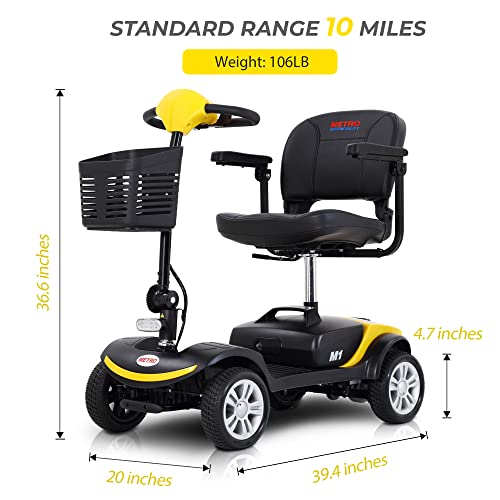 STANDARD RANGE 10 MILES
Weight: 106LB
METRO
36.6 inches
4.7 inches
M1
METRO
20 inches
39.4 inches